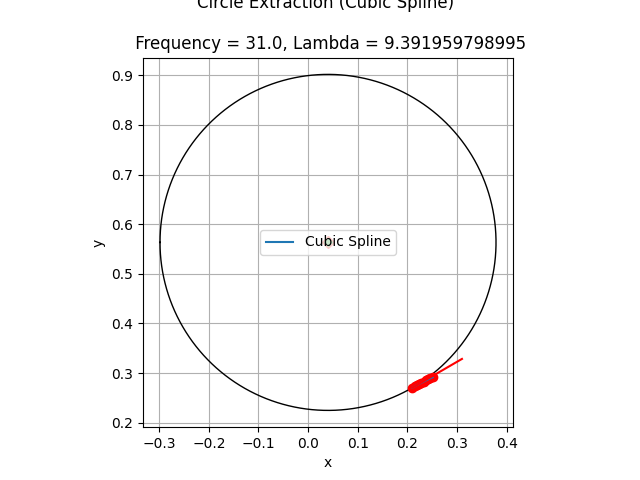 Circle Extraction (Cubic Spline)
Frequency = 31.0, Lambda = 9.391959798995
0.9
0.8
0.7
0.6
0.5
0.4
0.3
0.2
y
Cubic Spline
−0.3 −0.2 −0.1 0.0 0.1 0.2 0.3 0.4
x